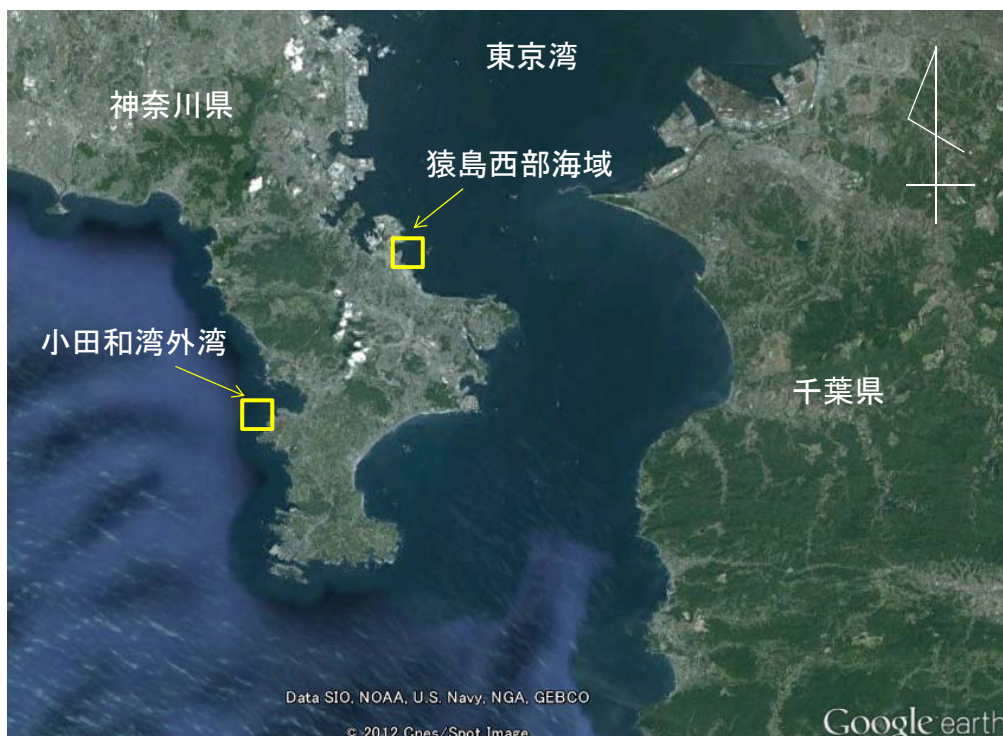 東京湾
神奈川県
猿島西部海域
小田和湾外湾
千葉県
Data SIO, NOAA, U.S. Navy, NGA, GEBCO
© 2012 Cnes/Spot Image
Google earth